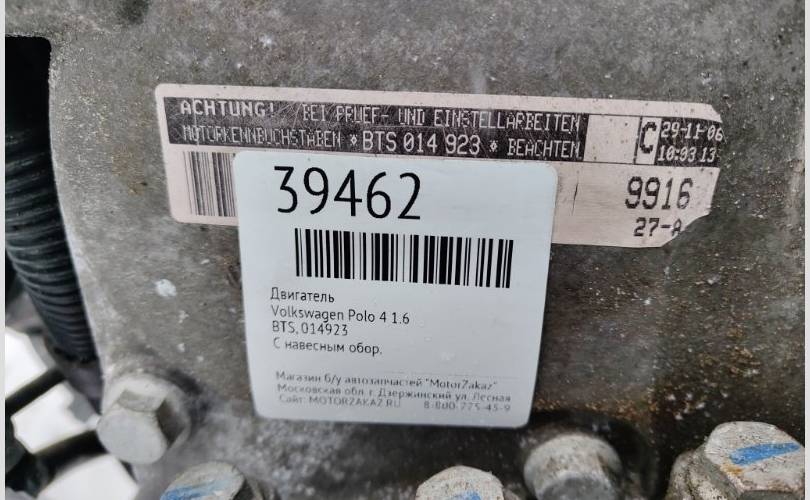 ACHTUNG! BEI PRUEF- UND EINSTELLARBEITEN
MOTORKENNBUCHSTABEN * BTS 014 923 * BEACHTEN
C
29-11-06
10:03 13
9916
27-A
39462
Двигатель
Volkswagen Polo 4 1.6
BTS, 014923
С навесным обор.
Магазин б/у автозапчастей "MotorZakaz"
Московская обл. г. Дзержинский ул. Лесная
Сайт: MOTORZAKAZ.RU 8-800-775-45-9